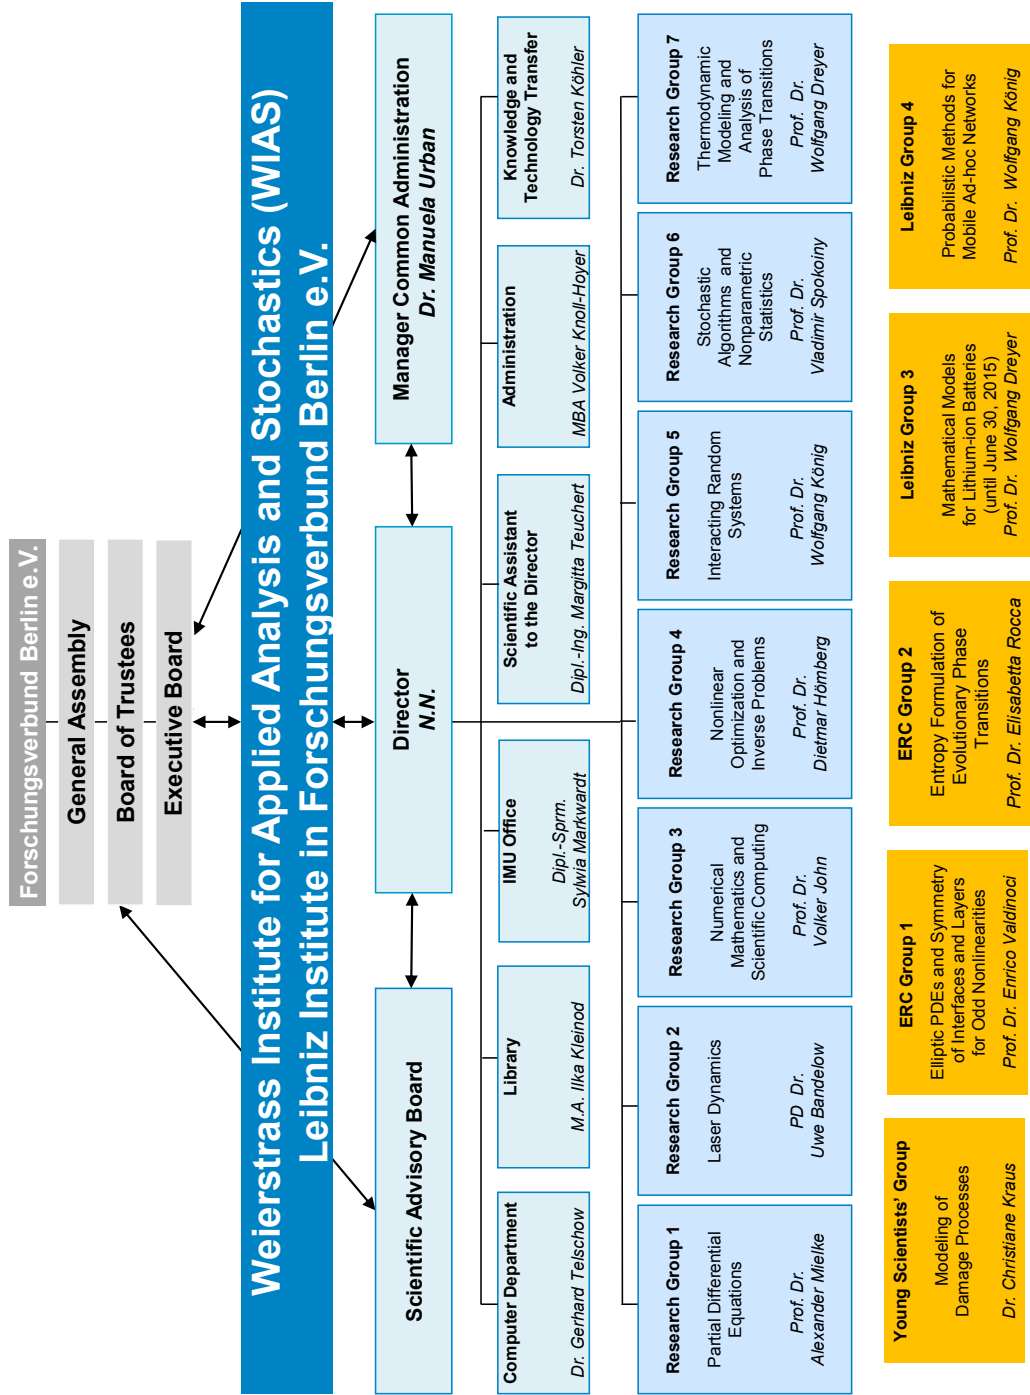 Forschungsverbund Berlin e.V.
General Assembly
Board of Trustees
Executive Board
Weierstrass Institute for Applied Analysis and Stochastics (WIAS)
Leibniz Institute in Forschungsverbund Berlin e.V.
Scientific Advisory Board
Director
N.N.
Manager Common Administration
Dr. Manuela Urban
Computer Department
Dr. Gerhard Telschow
Library
M.A. Ilka Kleinod
IMU Office
Dipl.-Sprm.
Sylwia Markwardt
Scientific Assistant
to the Director
Dipl.-Ing. Margitta Teuchert
Administration
MBA Volker Knoll-Hoyer
Knowledge and
Technology Transfer
Dr. Torsten Köhler
Research Group 1
Partial Differential
Equations
Prof. Dr.
Alexander Mielke
Research Group 2
Laser Dynamics
PD Dr.
Uwe Bandelow
Research Group 3
Numerical
Mathematics and
Scientific Computing
Prof. Dr.
Volker John
Research Group 4
Nonlinear
Optimization and
Inverse Problems
Prof. Dr.
Dietmar Hömberg
Research Group 5
Interacting Random
Systems
Prof. Dr.
Wolfgang König
Research Group 6
Stochastic
Algorithms and
Nonparametric
Statistics
Prof. Dr.
Vladimir Spokoiny
Research Group 7
Thermodynamic
Modeling and
Analysis of
Phase Transitions
Prof. Dr.
Wolfgang Dreyer
Young Scientists' Group
Modeling of
Damage Processes
Dr. Christiane Kraus
ERC Group 1
Elliptic PDEs and Symmetry
of Interfaces and Layers
for Odd Nonlinearities
Prof. Dr. Enrico Valdinoci
ERC Group 2
Entropy Formulation of
Evolutionary Phase
Transitions
Prof. Dr. Elisabetta Rocca
Leibniz Group 3
Mathematical Models
for Lithium-ion Batteries
(until June 30, 2015)
Prof. Dr. Wolfgang Dreyer
Leibniz Group 4
Probabilistic Methods for
Mobile Ad-hoc Networks
Prof. Dr. Wolfgang König